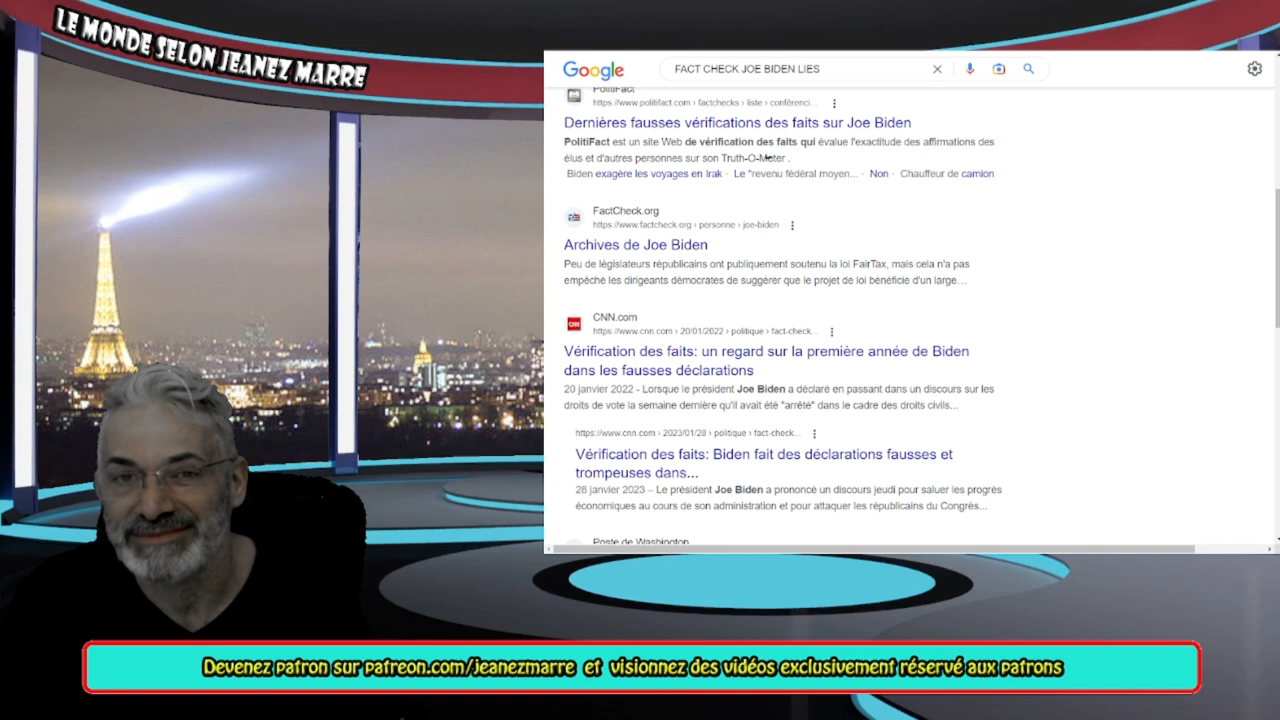 LE MONDE SELON JEANEZ MARRE
Google
FACT CHECK JOE BIDEN LIES
PolitiFact
https://www.politifact.com › factchecks › liste › conférenci...
Dernières fausses vérifications des faits sur Joe Biden
PolitiFact est un site Web de vérification des faits qui évalue l'exactitude des affirmations des
élus et d'autres personnes sur son Truth-O-Meter .
Biden exagère les voyages en Irak · Le "revenu fédéral moyen... · Non · Chauffeur de camion
FactCheck.org
https://www.factcheck.org › personne › joe-biden
Archives de Joe Biden
Peu de législateurs républicains ont publiquement soutenu la loi FairTax, mais cela n'a pas
empêché les dirigeants démocrates de suggérer que le projet de loi bénéficie d'un large...
CNN
CNN.com
https://www.cnn.com › 20/01/2022 › politique › fact-check...
Vérification des faits: un regard sur la première année de Biden
dans les fausses déclarations
20 janvier 2022 - Lorsque le président Joe Biden a déclaré en passant dans un discours sur les
droits de vote la semaine dernière qu'il avait été "arrêté" dans le cadre des droits civils...
https://www.cnn.com › 2023/01/28 › politique › fact-check...
Vérification des faits: Biden fait des déclarations fausses et
trompeuses dans...
28 janvier 2023 – Le président Joe Biden a prononcé un discours jeudi pour saluer les progrès
économiques au cours de son administration et pour attaquer les républicains du Congrès...
Poste de Washington
Devenez patron sur patreon.com/jeanezmarre et visionnez des vidéos exclusivement réservé aux patrons